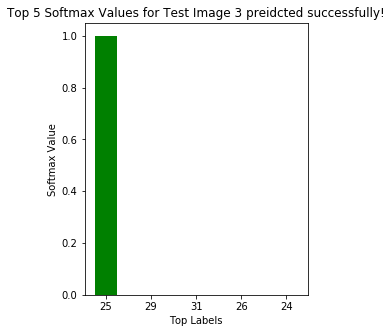 Top 5 Softmax Values for Test Image 3 preidcted successfully!
1.0
0.8
0.6
0.4
0.2
0.0
Softmax Value
25 29 31 26 24
Top Labels